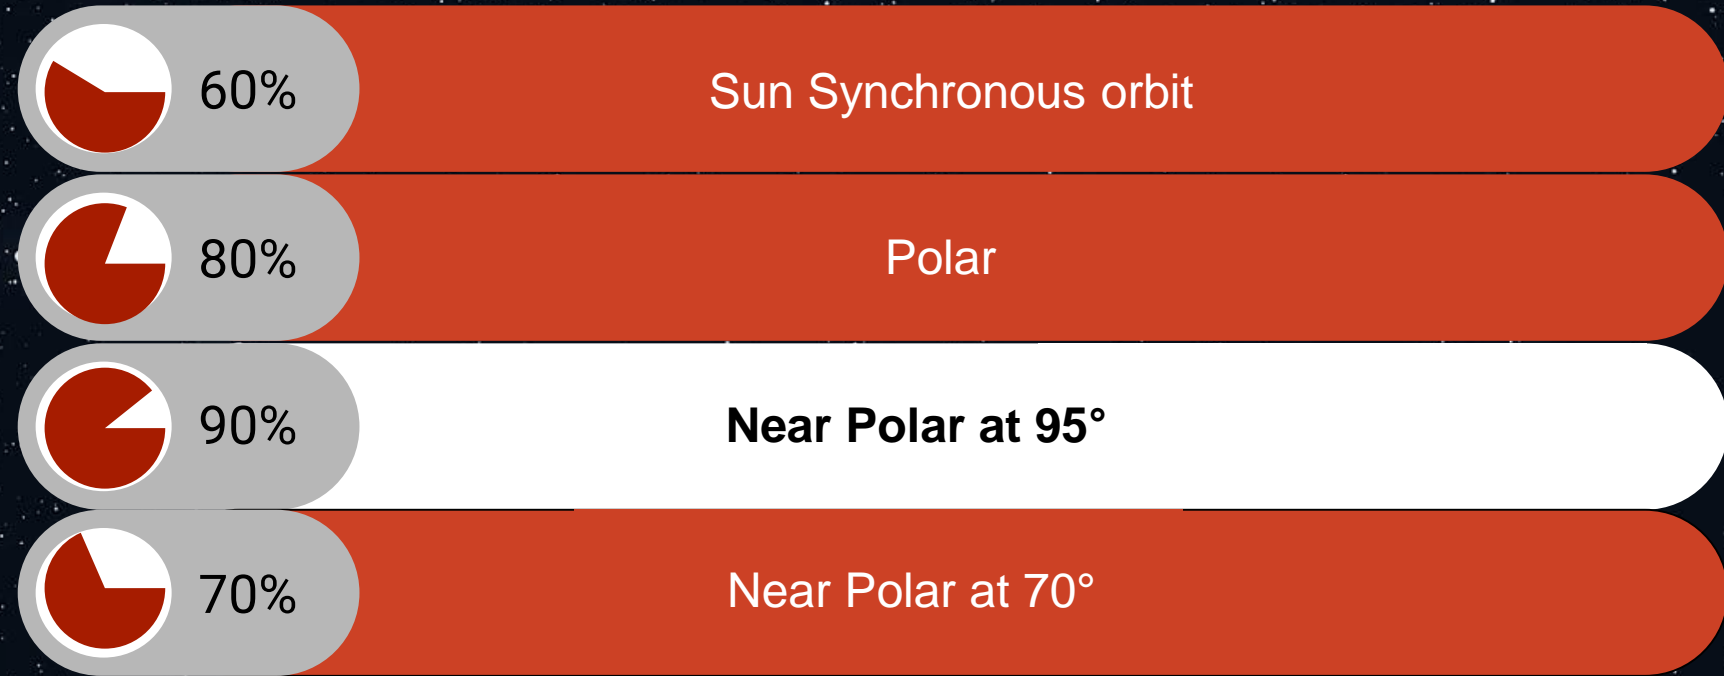 60% Sun Synchronous orbit
80% Polar
90% Near Polar at 95°
70% Near Polar at 70°